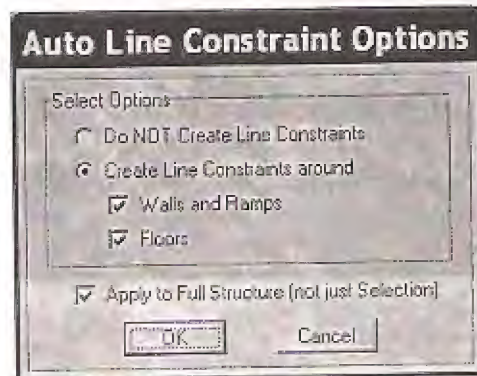 Auto Line Constraint Options
Select Options
Do NOT Create Line Constraints
Create Line Constraints around
Walls and Ramps
Floors
Apply to Full Structure (not just Selection)
OK
Cancel